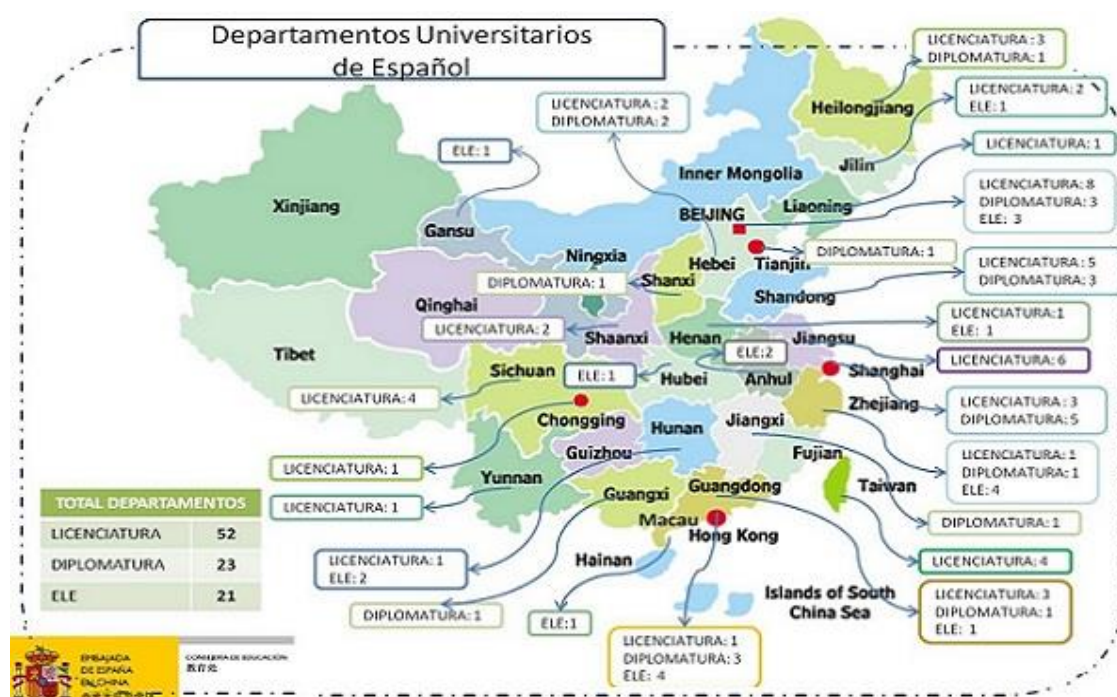 Departamentos Universitarios
de Español
LICENCIATURA: 3
DIPLOMATURA: 1
Heilongjiang
LICENCIATURA: 2
ELE: 1
Jilin
LICENCIATURA: 2
DIPLOMATURA: 2
ELE: 1
LICENCIATURA: 1
Inner Mongolia
Liaoning
LICENCIATURA: 8
DIPLOMATURA: 3
ELE: 3
Xinjiang
Gansu
BEIJING
Ningxia
Hebei
Tianjin
DIPLOMATURA: 1
Shanxi
DIPLOMATURA: 1
LICENCIATURA: 5
DIPLOMATURA: 3
Shandong
Qinghai
LICENCIATURA: 2
Shaanxi
Henan
Jiangsu
LICENCIATURA:1
ELE: 1
Tibet
Sichuan
ELE: 1
ELE:2
Hubei
Anhul
Shanghai
LICENCIATURA: 6
LICENCIATURA: 4
Chongging
Zhejiang
LICENCIATURA: 3
DIPLOMATURA: 5
Hunan
Jiangxi
Guizhou
Fujian
LICENCIATURA: 1
DIPLOMATURA: 1
ELE: 4
LICENCIATURA: 1
Yunnan
Guangxi
Guangdong
Taiwan
LICENCIATURA: 1
DIPLOMATURA: 1
Macau
Hong Kong
Hainan
LICENCIATURA: 4
LICENCIATURA: 1
ELE: 2
Islands of South
China Sea
LICENCIATURA: 3
DIPLOMATURA: 1
ELE: 1
DIPLOMATURA: 1
ELE:1
LICENCIATURA: 1
DIPLOMATURA: 3
ELE: 4
TOTAL DEPARTAMENTOS
LICENCIATURA 52
DIPLOMATURA 23
ELE 21
EMBAJADA
DE ESPAÑA
EN CHINA
CONSEJERIA DE EDUCACIÓN
教育处